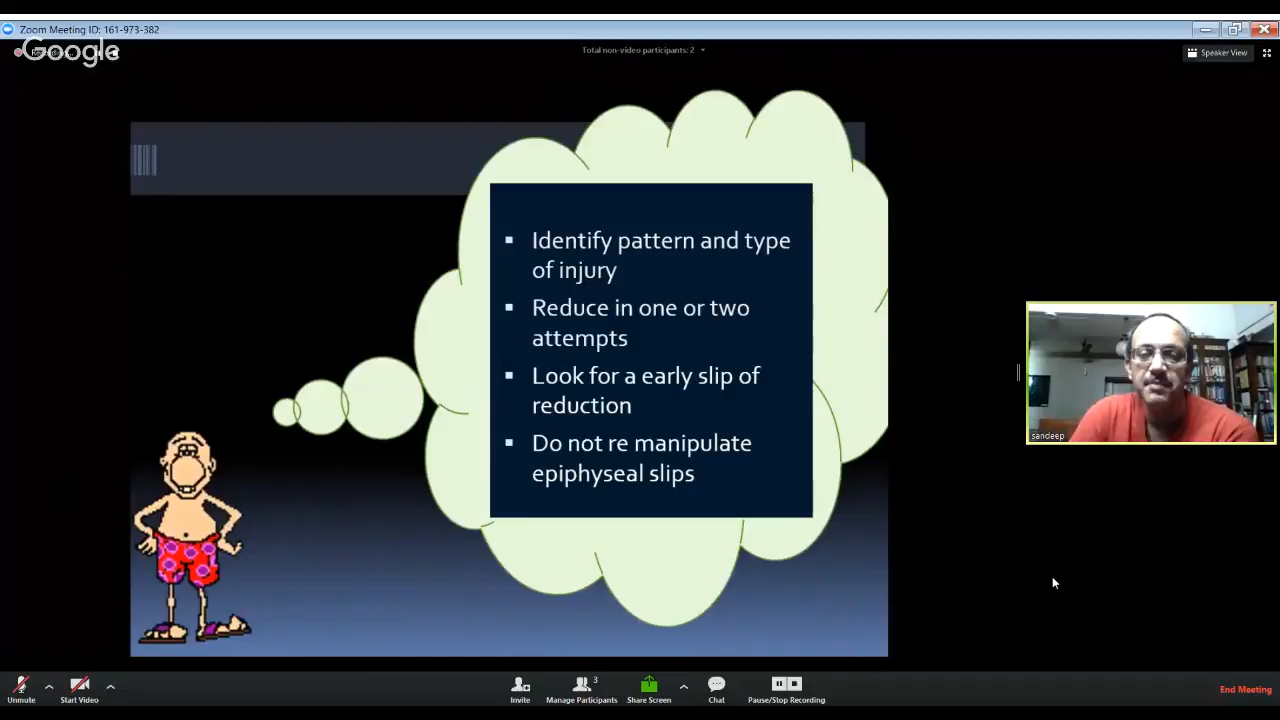 Zoom Meeting ID: 161-973-382
Google
Total non-video participants: 2
Speaker View
Identify pattern and type
of injury
Reduce in one or two
attempts
Look for a early slip of
reduction
Do not re manipulate
epiphyseal slips
sandeep
3
Unmute
Start Video
Invite
Manage Participants
Share Screen
Chat
Pause/Stop Recording
End Meeting